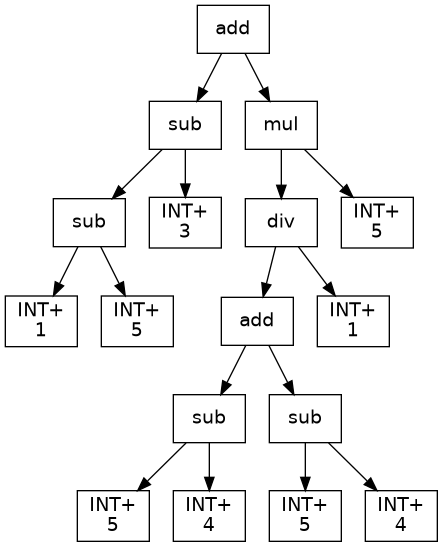 add
sub
mul
sub
INT+
3
div
INT+
5
INT+
1
INT+
5
add
INT+
1
sub
sub
INT+
5
INT+
4
INT+
5
INT+
4